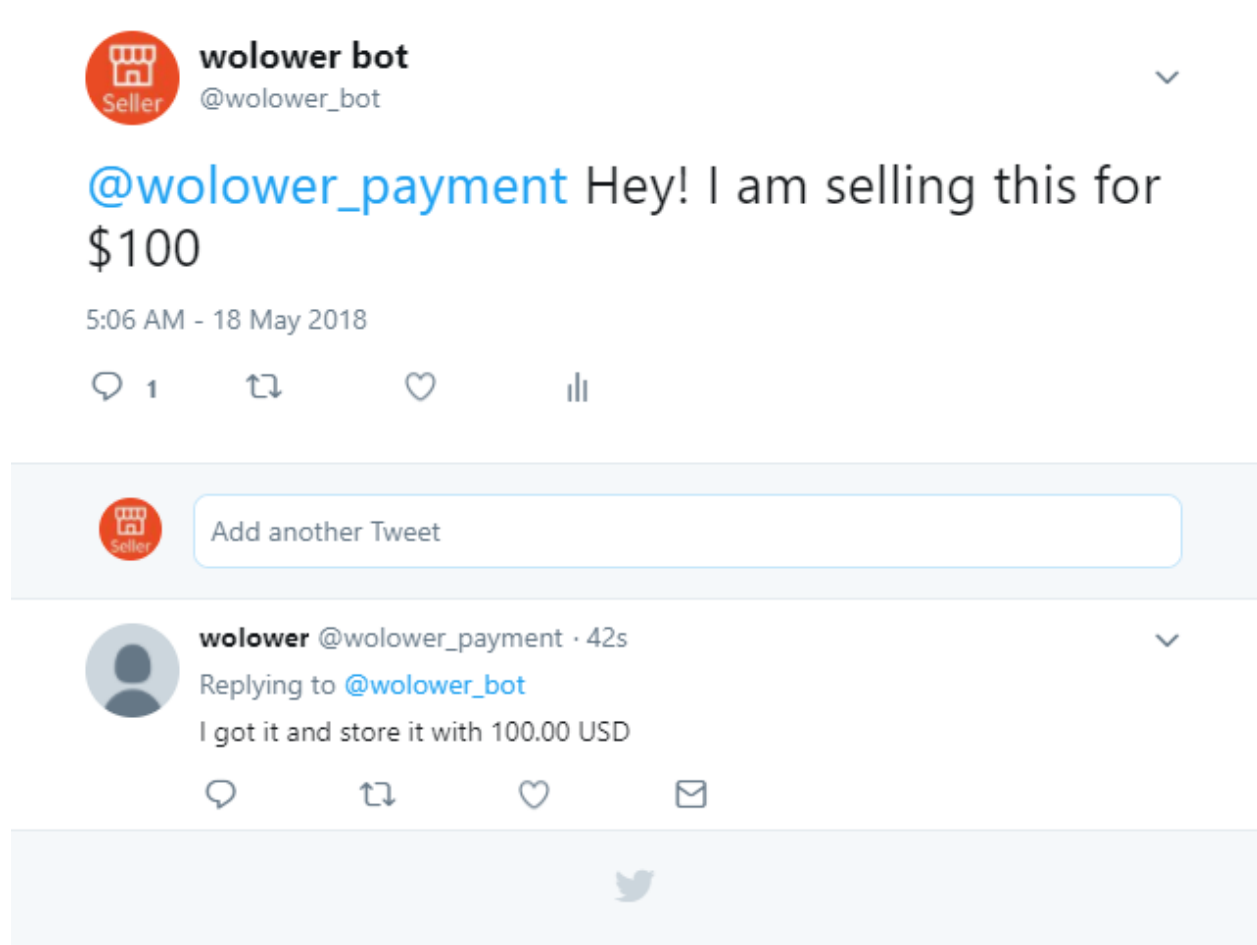 Seller
wolower bot
@wolower_bot
@wolower_payment Hey! I am selling this for
$100
5:06 AM - 18 May 2018
1
Seller
Add another Tweet
wolower @wolower_payment · 42s
Replying to @wolower_bot
I got it and store it with 100.00 USD